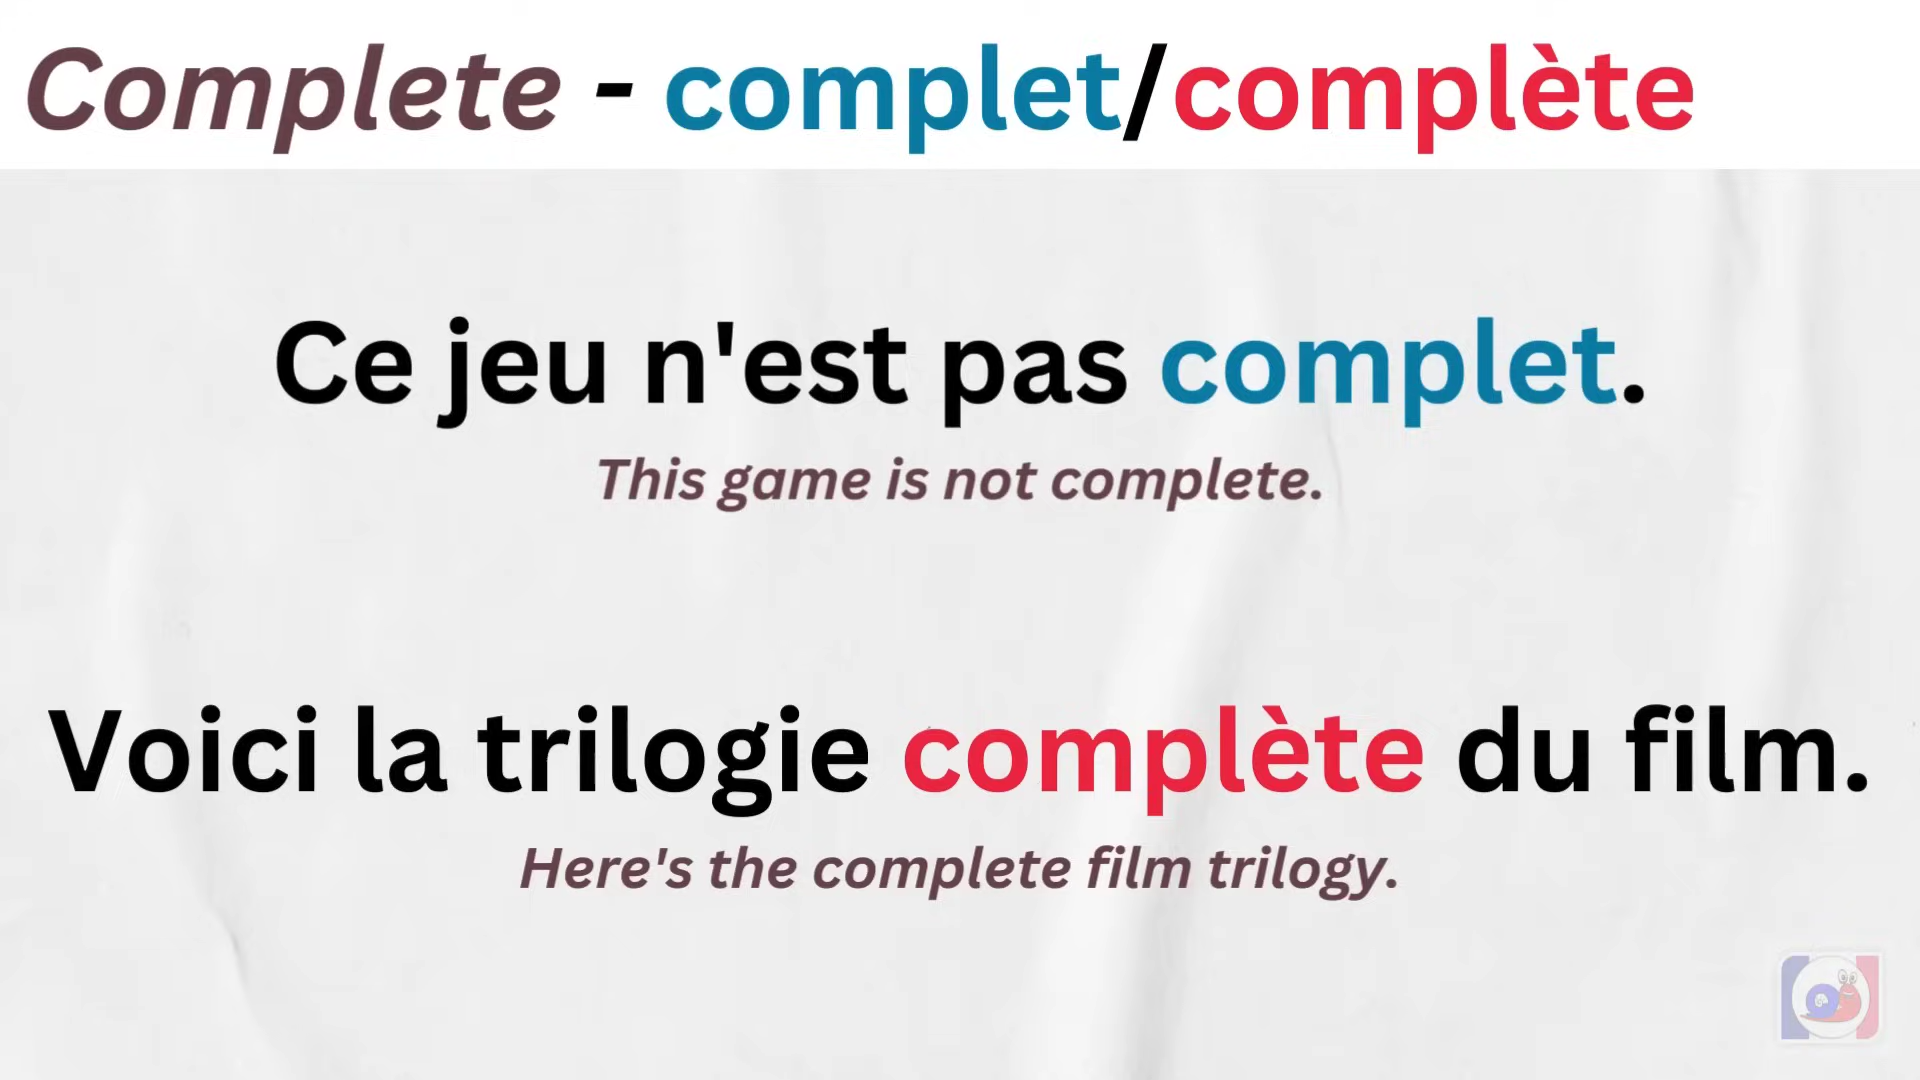 Complete - complet/complète
Ce jeu n'est pas complet.
This game is not complete.
Voici la trilogie complète du film.
Here's the complete film trilogy.